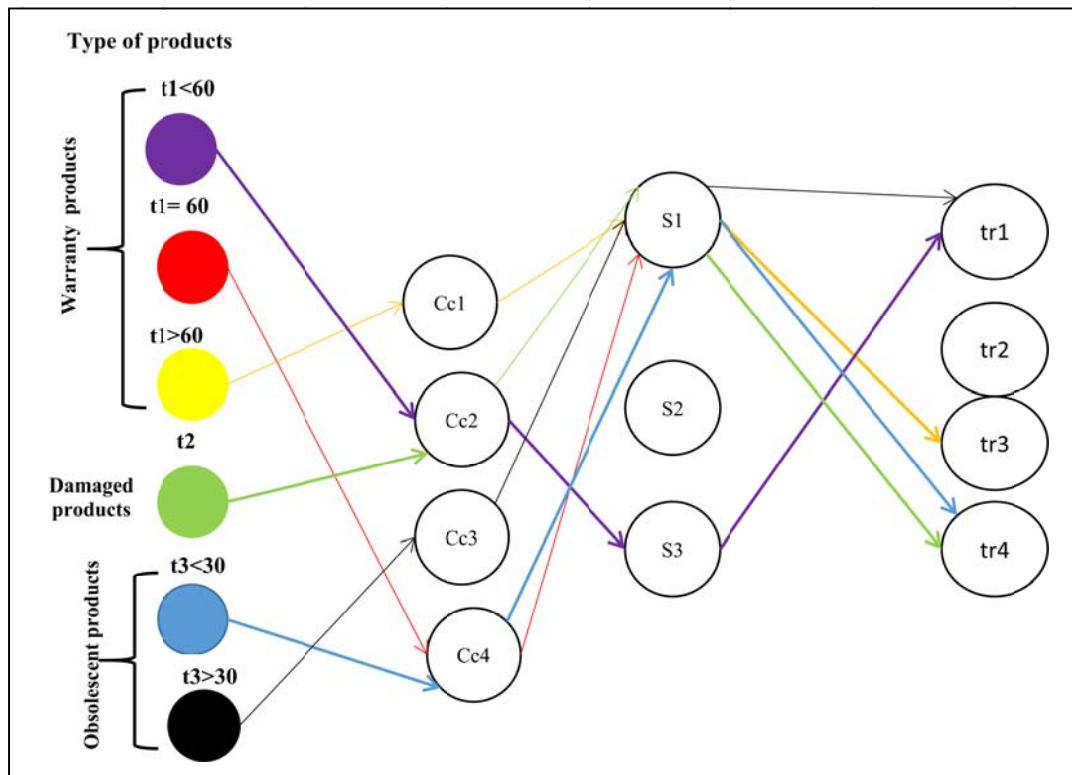 Type of products
t1<60
t1= 60
t1>60
Warranty products
t2
Damaged
products
t3<30
t3>30
Obsolescent products
Cc1
Cc2
Cc3
Cc4
S1
S2
S3
tr1
tr2
tr3
tr4